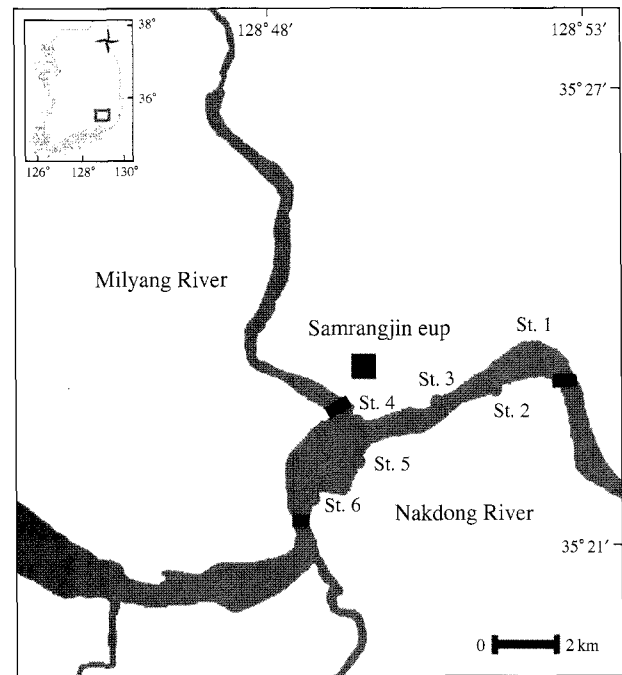 128°48′
128°53′
38°
36°
126°
128°
130°
35°27′
Milyang River
Samrangjin eup
St. 1
St. 3
St. 4
St. 2
St. 5
St. 6
Nakdong River
35°21′
0
2 km